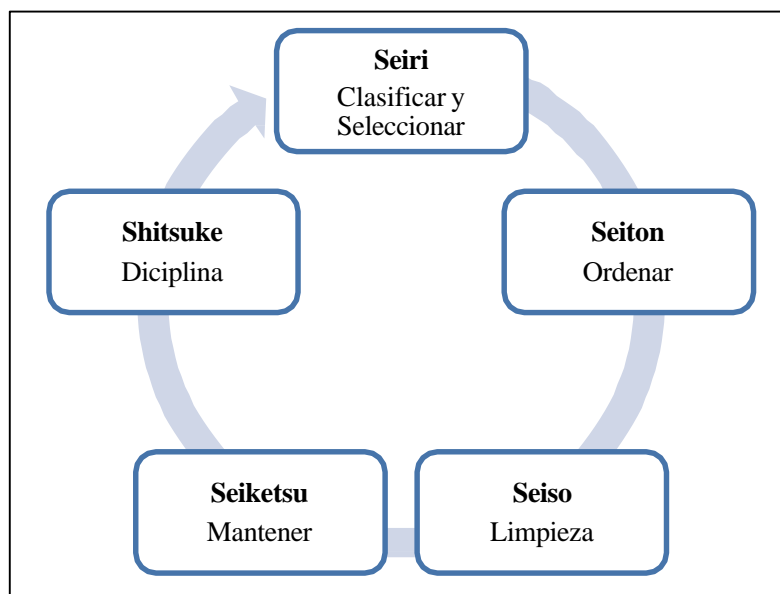 Seiri
Clasificar y
Seleccionar
Seiton
Ordenar
Seiso
Limpieza
Seiketsu
Mantener
Shitsuke
Diciplina